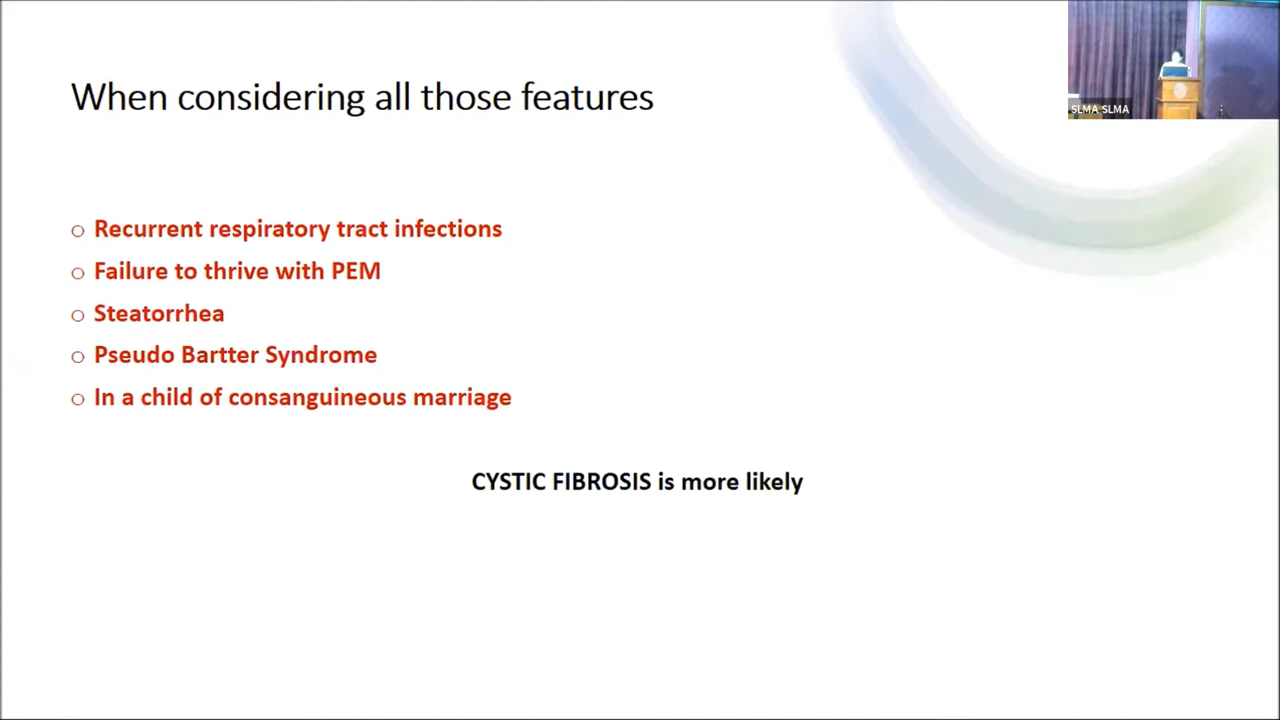 When considering all those features
SLMA SLMA
Recurrent respiratory tract infections
Failure to thrive with PEM
Steatorrhea
Pseudo Bartter Syndrome
In a child of consanguineous marriage
CYSTIC FIBROSIS is more likely